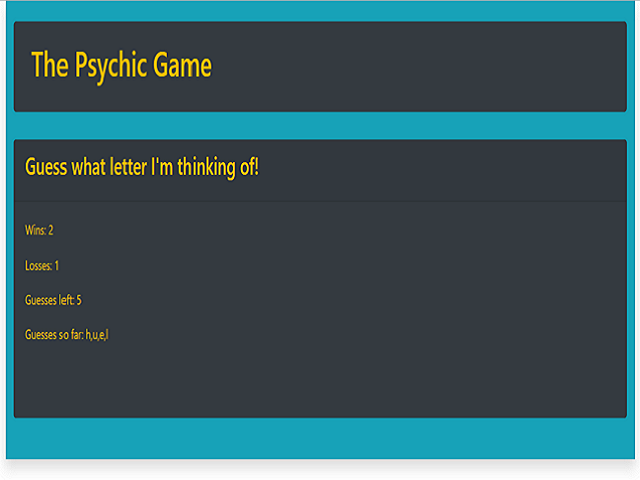 The Psychic Game
Guess what letter I'm thinking of!
Wins: 2
Losses: 1
Guesses left: 5
Guesses so far: h,u,e,l